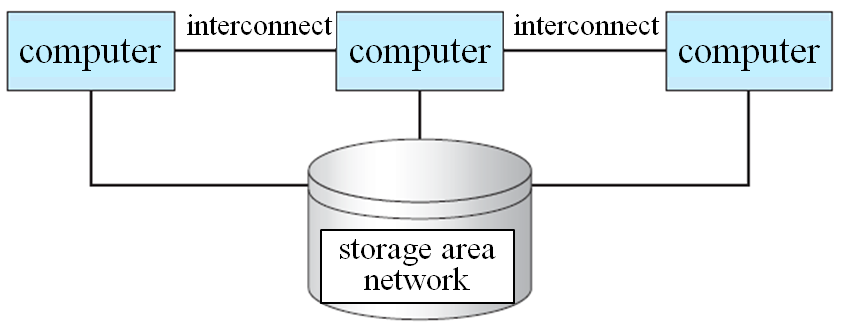 interconnect interconnect
computer computer computer
storage area
network